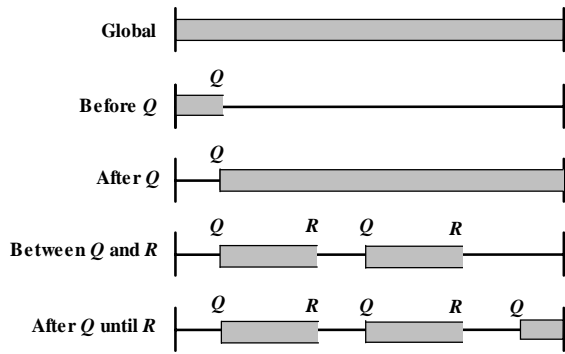 Global
Q
Before Q
Q
After Q
Q R Q R
Between Q and R
Q R Q R Q
After Q until R